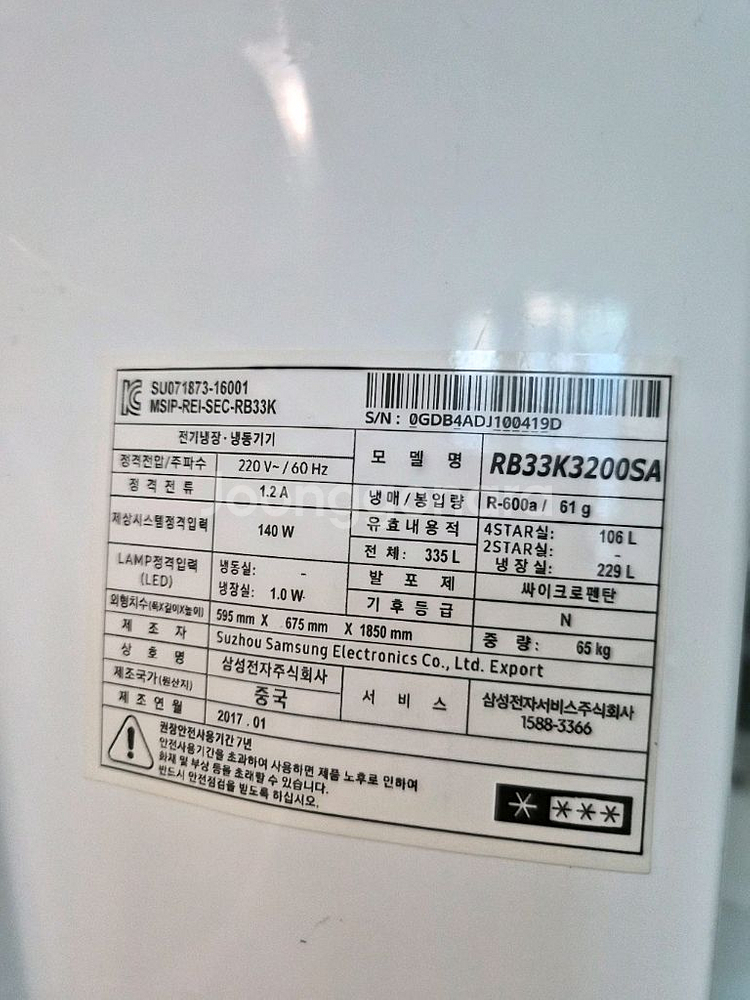 SU071873-16001
MSIP-REI-SEC-RB33K
S/N : 0GDB4ADJ100419D
전기냉장·냉동기기
정격전압/주파수 220 V~ / 60 Hz
정격전류 1.2 A
모델명 RB33K3200SA
제상시스템정격입력 140 W
냉매/봉입량 R-600a / 61 g
유효내용적
전체: 335 L
4STAR실: 106 L
2STAR실: -
냉장실: 229 L
LAMP정격입력 (LED)
냉동실: -
냉장실: 1.0 W
발포제 싸이크로펜탄
기후등급 N
외형치수(폭X길이X높이) 595 mm X 675 mm X 1850 mm
중량: 65 kg
제조자 Suzhou Samsung Electronics Co., Ltd. Export
상호명 삼성전자주식회사
제조국가(원산지) 중국
서비스 삼성전자서비스주식회사
1588-3366
제조연월 2017 . 01
권장안전사용기간 7년
안전사용기간을 초과하여 사용하면 제품 노후로 인하여
화재 및 부상 등을 초래할 수 있습니다.
반드시 안전점검을 받도록 하십시오.
Joongonara